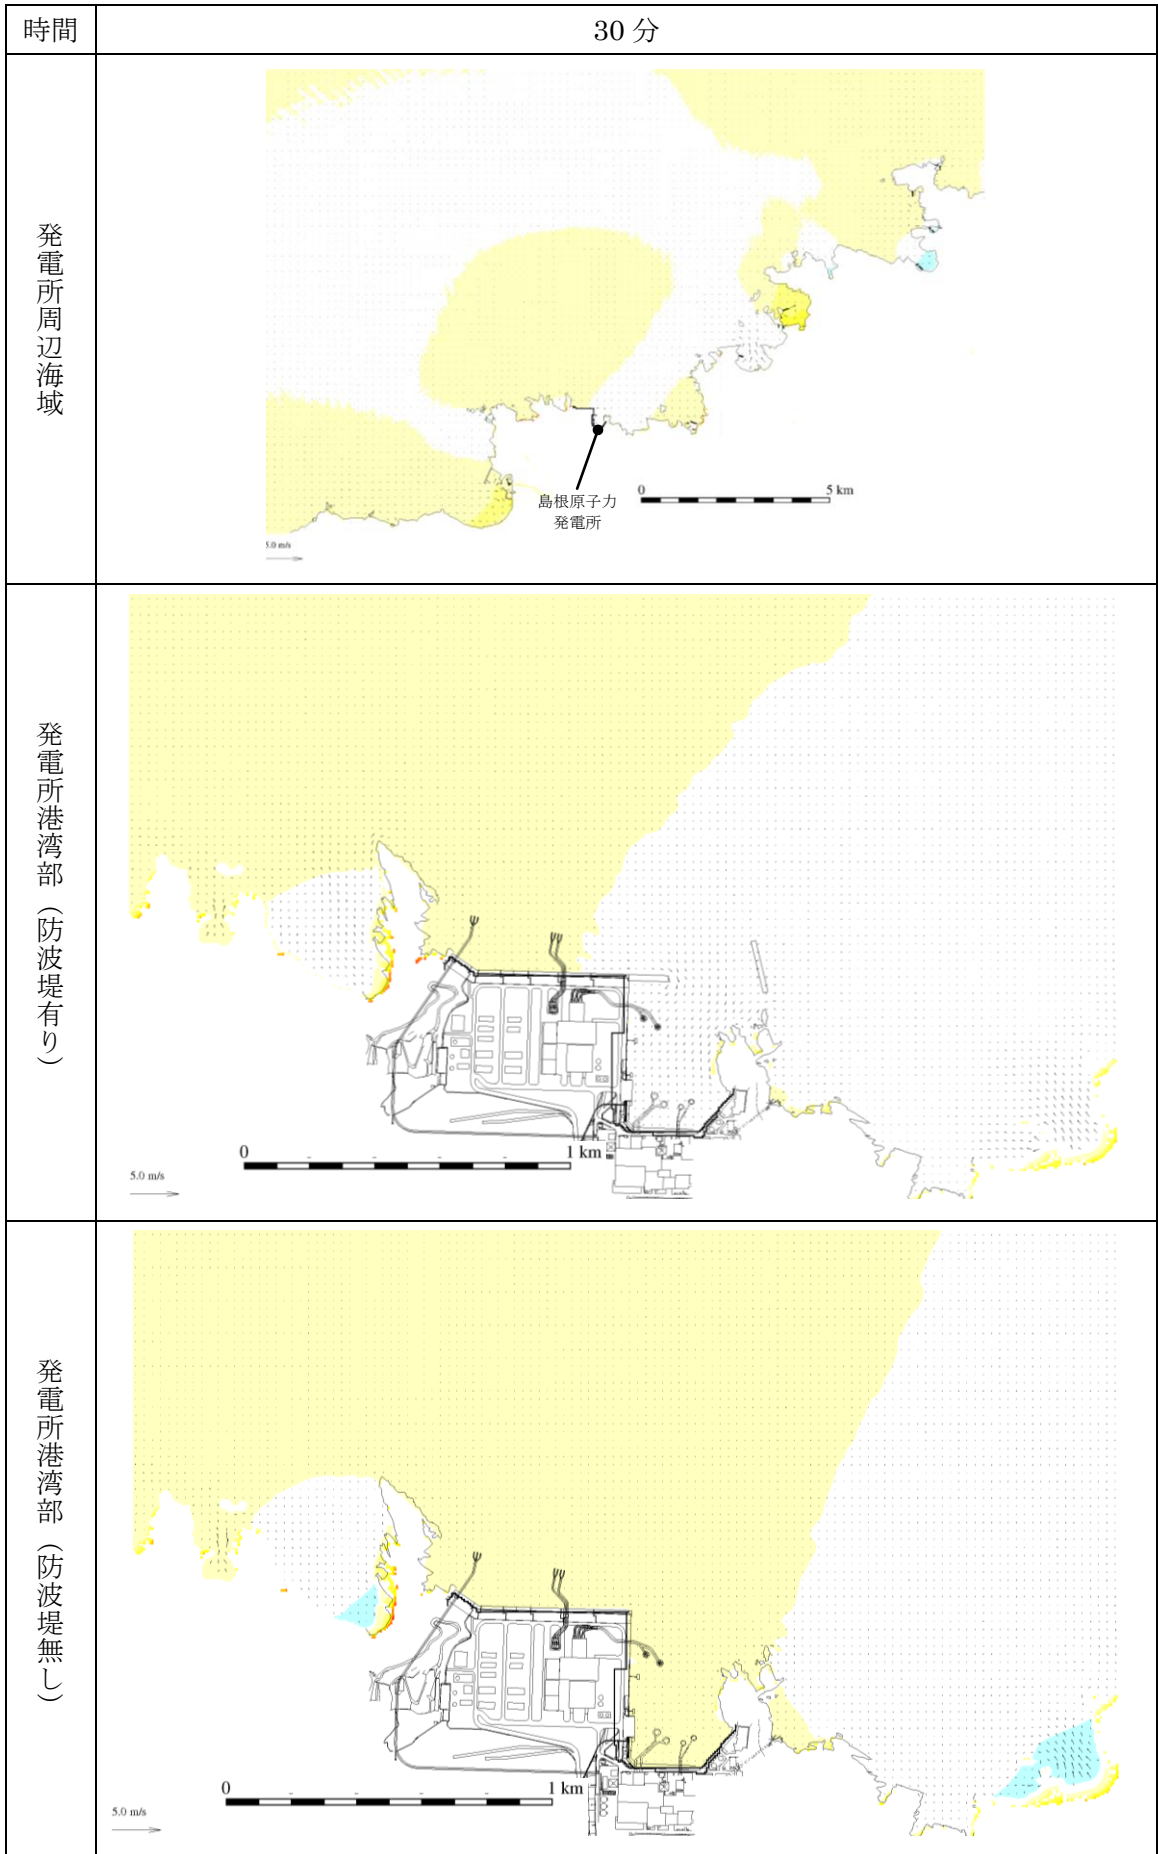 時間
30 分
発電所周辺海域
島根原子力
発電所
0
5 km
5.0 m/s
発電所港湾部（防波堤有り）
0
1 km
5.0 m/s
発電所港湾部（防波堤無し）
0
1 km
5.0 m/s